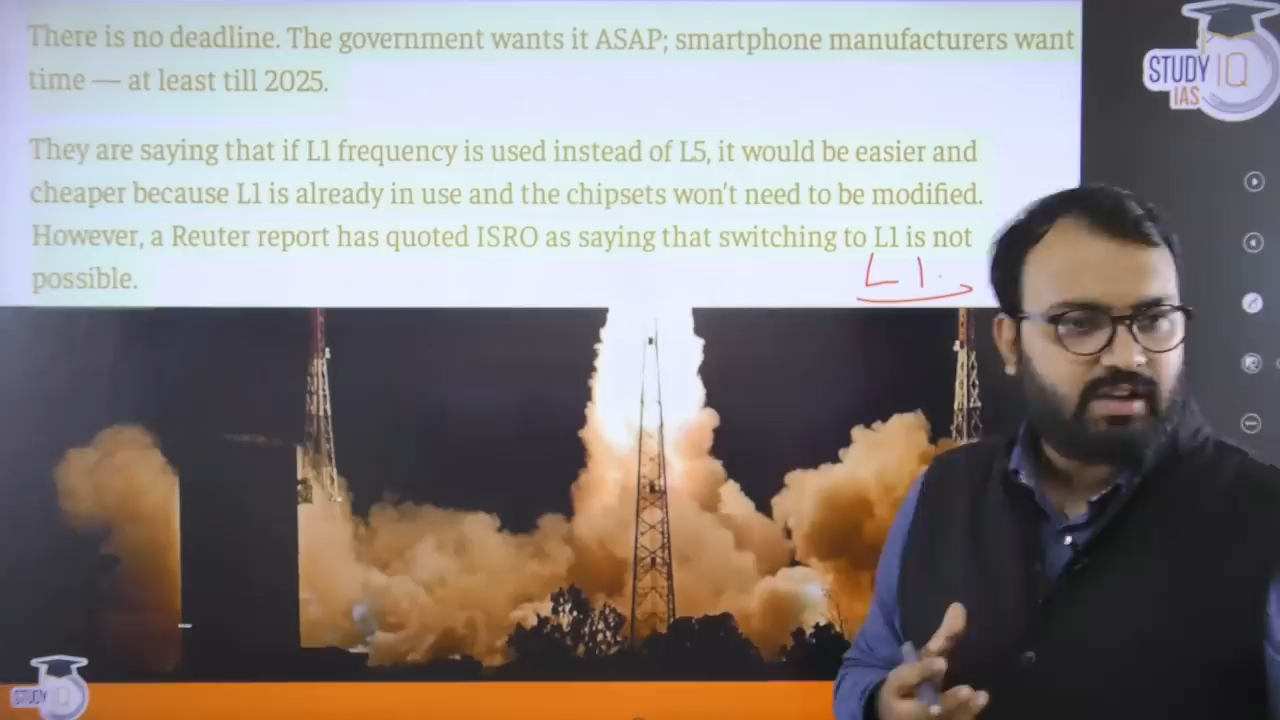 There is no deadline. The government wants it ASAP; smartphone manufacturers want
time — at least till 2025.
They are saying that if L1 frequency is used instead of L5, it would be easier and
cheaper because L1 is already in use and the chipsets won't need to be modified.
However, a Reuter report has quoted ISRO as saying that switching to L1 is not
possible.
L1.
STUDY IQ
IAS
STUDY IQ